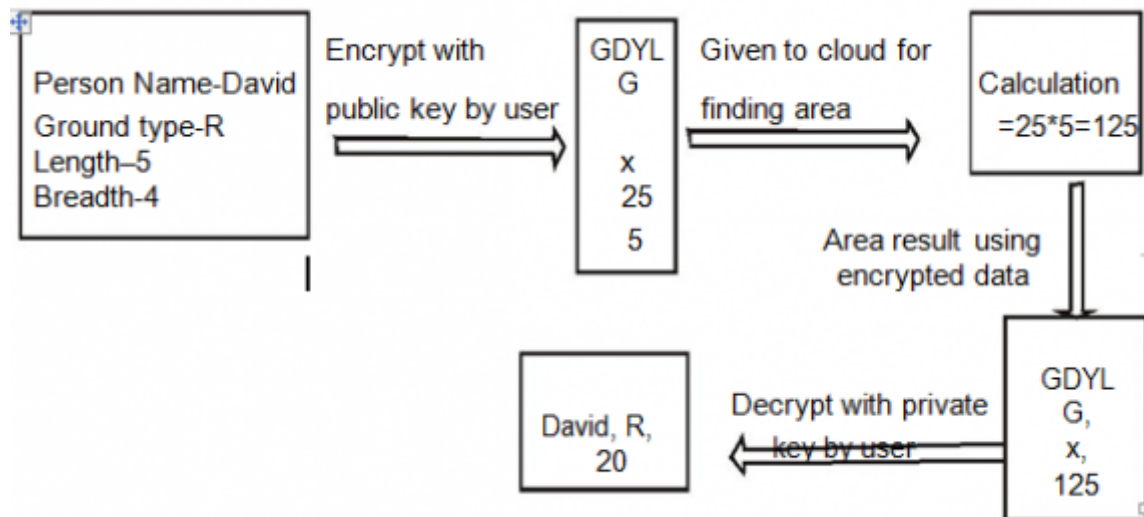 Person Name-David
Ground type-R
Length–5
Breadth-4
Encrypt with
public key by user
GDYL
G
x
25
5
Given to cloud for
finding area
Calculation
=25*5=125
Area result using
encrypted data
GDYL
G,
x,
125
Decrypt with private
key by user
David, R,
20